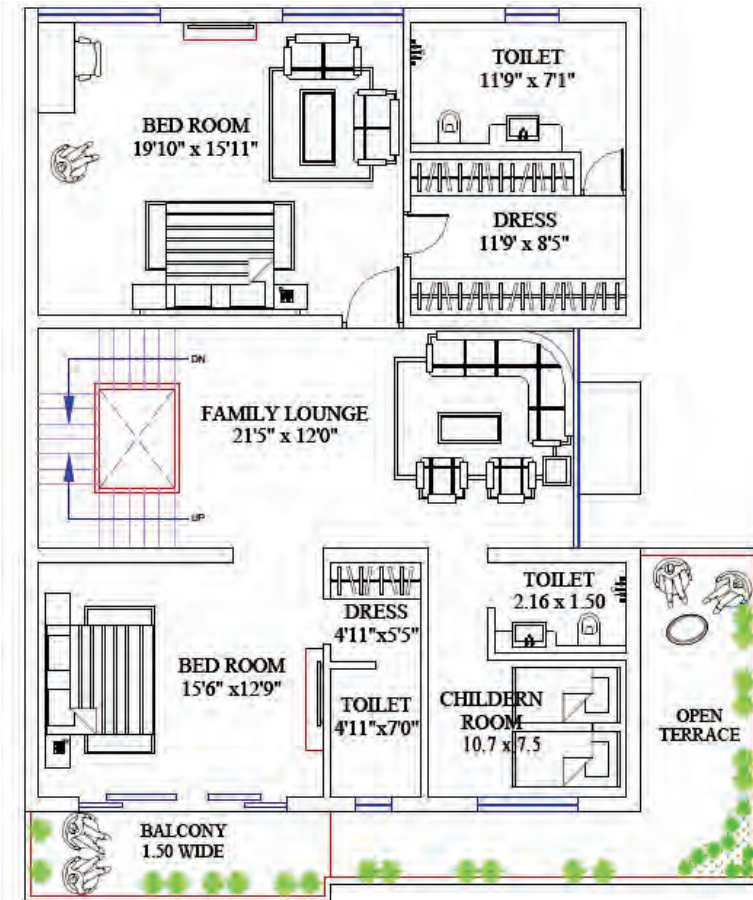 TOILET
11'9" x 7'1"
BED ROOM
19'10" x 15'11"
DRESS
11'9' x 8'5"
DN
FAMILY LOUNGE
21'5" x 12'0"
UP
TOILET
2.16 x 1.50
DRESS
4'11"x5'5"
BED ROOM
15'6" x12'9"
TOILET
4'11"x7'0"
CHILDERN
ROOM
10.7 x 7.5
OPEN
TERRACE
BALCONY
1.50 WIDE